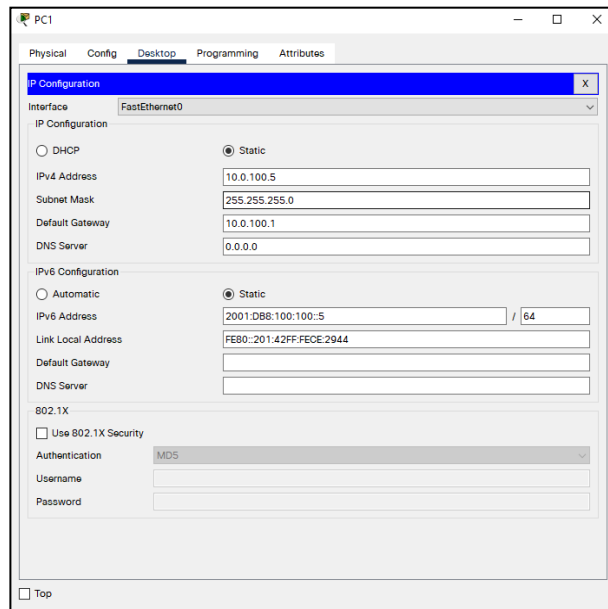 PC1
Physical Config Desktop Programming Attributes
IP Configuration X
Interface FastEthernet0
IP Configuration
DHCP Static
IPv4 Address 10.0.100.5
Subnet Mask 255.255.255.0
Default Gateway 10.0.100.1
DNS Server 0.0.0.0
IPv6 Configuration
Automatic Static
IPv6 Address 2001:DB8:100:100::5 / 64
Link Local Address FE80::201:42FF:FECE:2944
Default Gateway
DNS Server
802.1X
Use 802.1X Security
Authentication MD5
Username
Password
Top